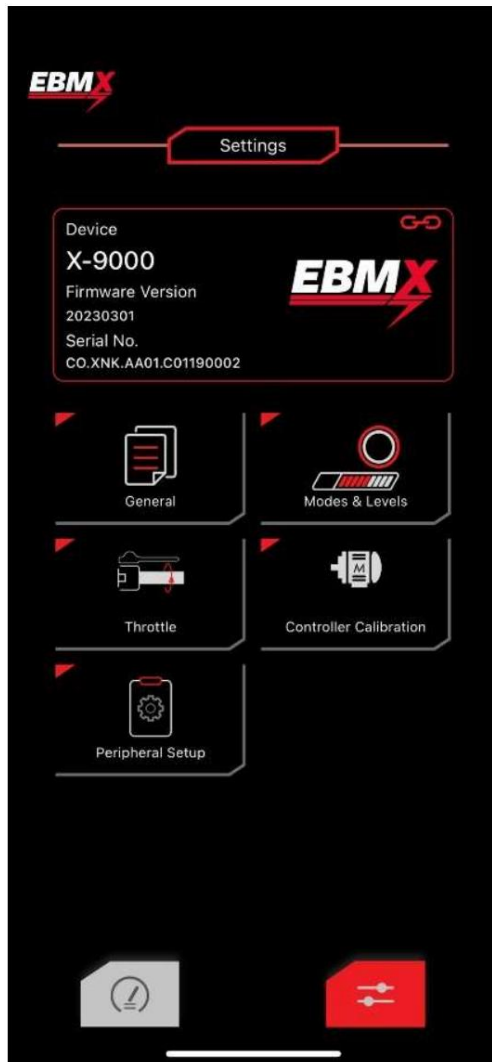 EBMX
Settings
Device
X-9000
EBMX
Firmware Version
20230301
Serial No.
CO.XNK.AA01.C01190002
General
Modes & Levels
M
Throttle
Controller Calibration
Peripheral Setup